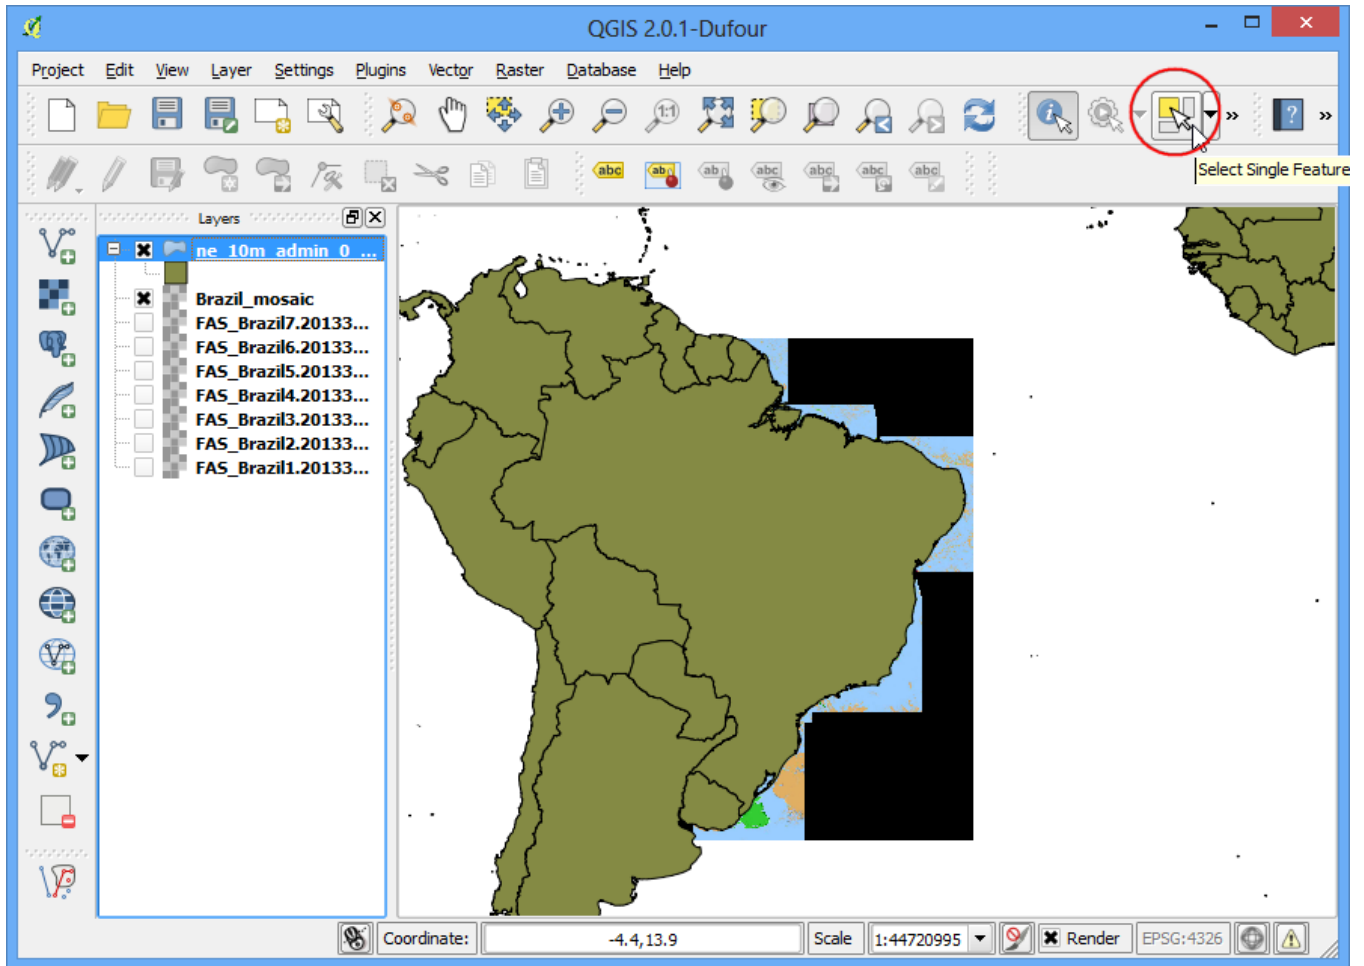 QGIS 2.0.1-Dufour
Project Edit View Layer Settings Plugins Vector Raster Database Help
1:1
?
»
»
abc
Select Single Feature
Layers
ne_10m_admin_0_...
Brazil_mosaic
FAS_Brazil7.20133...
FAS_Brazil6.20133...
FAS_Brazil5.20133...
FAS_Brazil4.20133...
FAS_Brazil3.20133...
FAS_Brazil2.20133...
FAS_Brazil1.20133...
Coordinate: -4.4,13.9 Scale 1:44720995 Render EPSG:4326